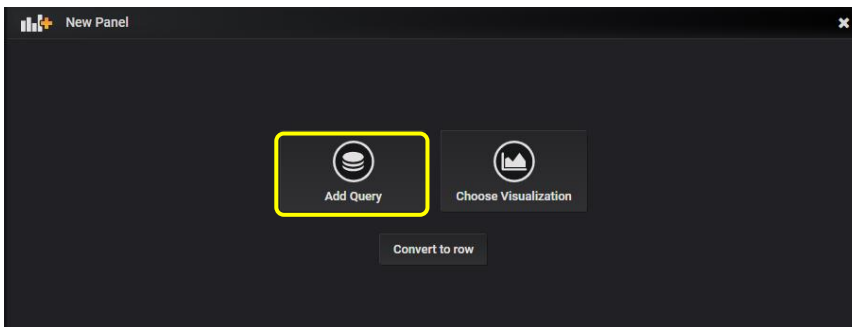 New Panel
Add Query
Choose Visualization
Convert to row